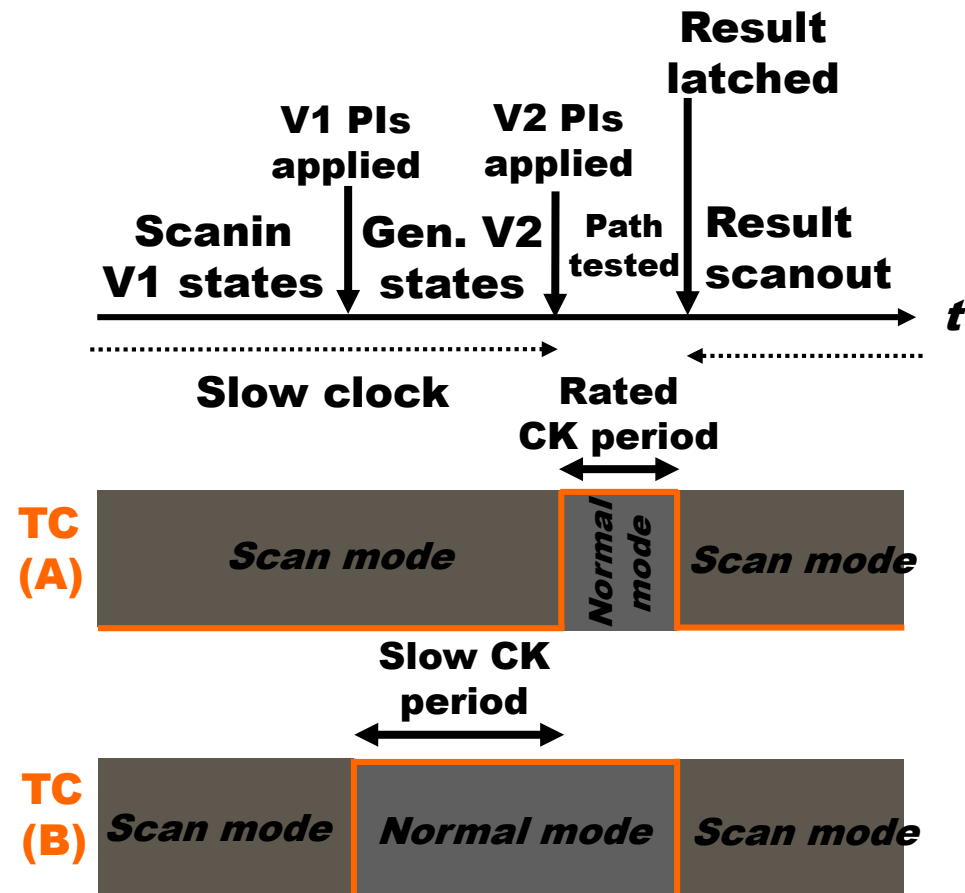 Result
latched
V1 PIs
applied
V2 PIs
applied
Scanin
V1 states
Gen. V2
states
Path
tested
Result
scanout
t
Slow clock
Rated
CK period
TC
(A)
Scan mode
Normal
mode
Scan mode
Slow CK
period
TC
(B)
Scan mode
Normal mode
Scan mode